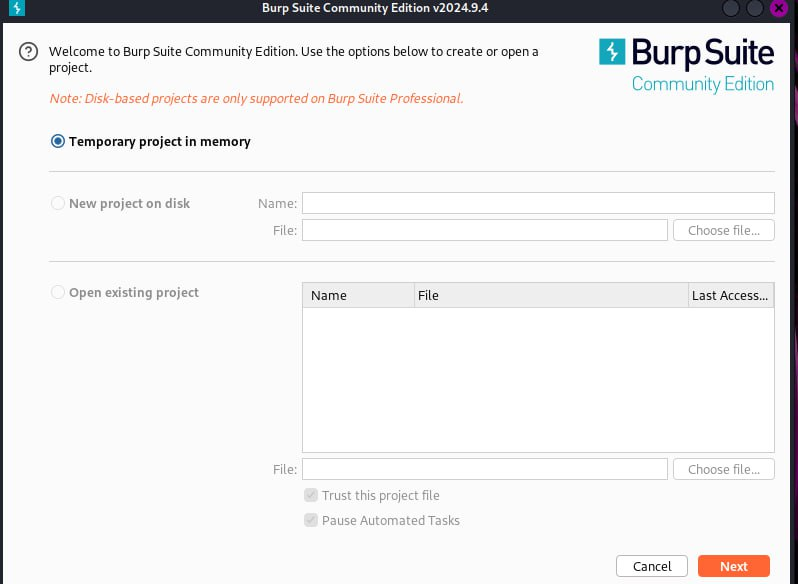 Burp Suite Community Edition v2024.9.4
Welcome to Burp Suite Community Edition. Use the options below to create or open a
project.
Burp Suite
Community Edition
Note: Disk-based projects are only supported on Burp Suite Professional.
Temporary project in memory
New project on disk
Name:
File:
Choose file...
Open existing project
Name
File
Last Access...
File:
Choose file...
Trust this project file
Pause Automated Tasks
Cancel
Next